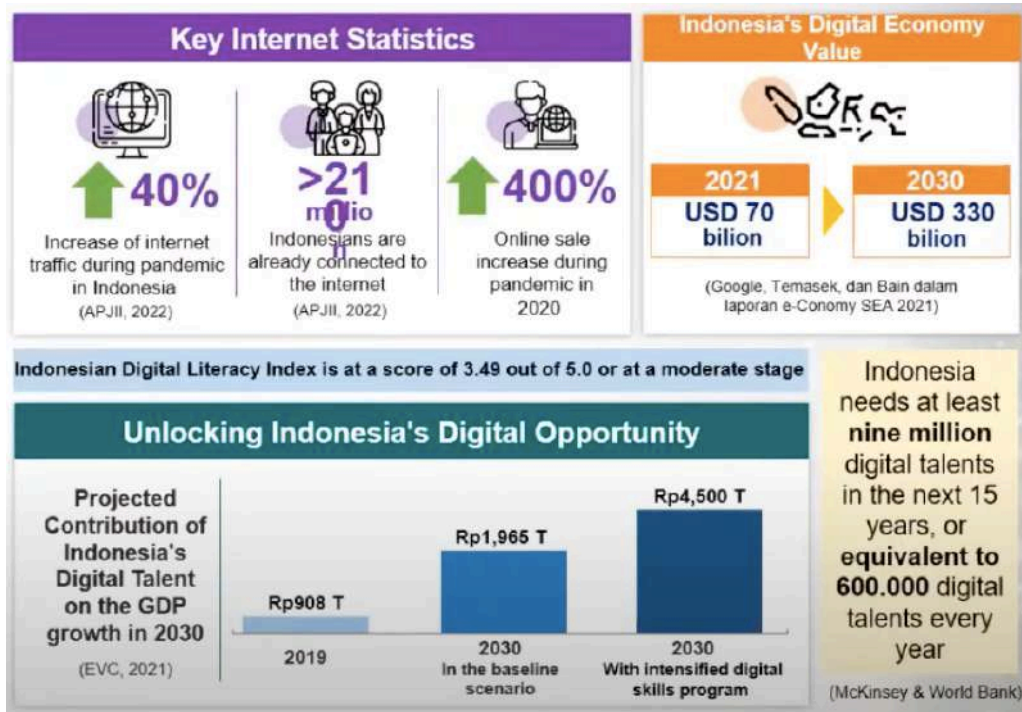 Key Internet Statistics
40%
Increase of internet
traffic during pandemic
in Indonesia
(APJII, 2022)
>21
0
millio
n
Indonesians are
already connected to
the internet
(APJII, 2022)
400%
Online sale
increase during
pandemic in
2020
Indonesia's Digital Economy
Value
2021
USD 70
bilion
2030
USD 330
bilion
(Google, Temasek, dan Bain dalam
laporan e-Conomy SEA 2021)
Indonesian Digital Literacy Index is at a score of 3.49 out of 5.0 or at a moderate stage
Unlocking Indonesia's Digital Opportunity
Projected
Contribution of
Indonesia's
Digital Talent
on the GDP
growth in 2030
(EVC, 2021)
Rp908 T
2019
Rp1,965 T
2030
In the baseline
scenario
Rp4,500 T
2030
With intensified digital
skills program
Indonesia
needs at least
nine million
digital talents
in the next 15
years, or
equivalent to
600.000 digital
talents every
year
(McKinsey & World Bank)